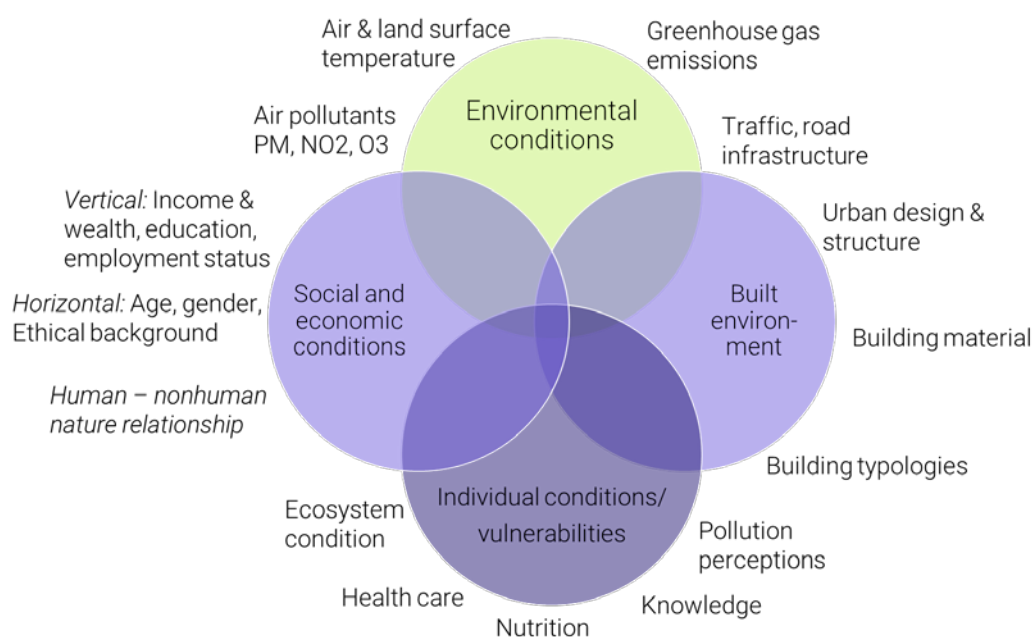 Air & land surface
temperature
Greenhouse gas
emissions
Environmental
conditions
Air pollutants
PM, NO2, O3
Traffic, road
infrastructure
Vertical: Income &
wealth, education,
employment status
Urban design &
structure
Horizontal: Age, gender,
Ethical background
Social and
economic
conditions
Built
environ-
ment
Building material
Human – nonhuman
nature relationship
Building typologies
Individual conditions/
vulnerabilities
Ecosystem
condition
Pollution
perceptions
Health care
Knowledge
Nutrition